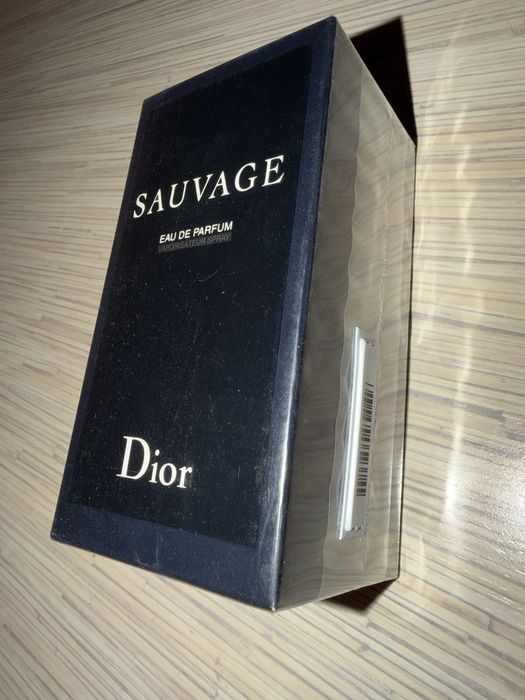 SAUVAGE
EAU DE PARFUM
VAPORISATEUR SPRAY
Dior